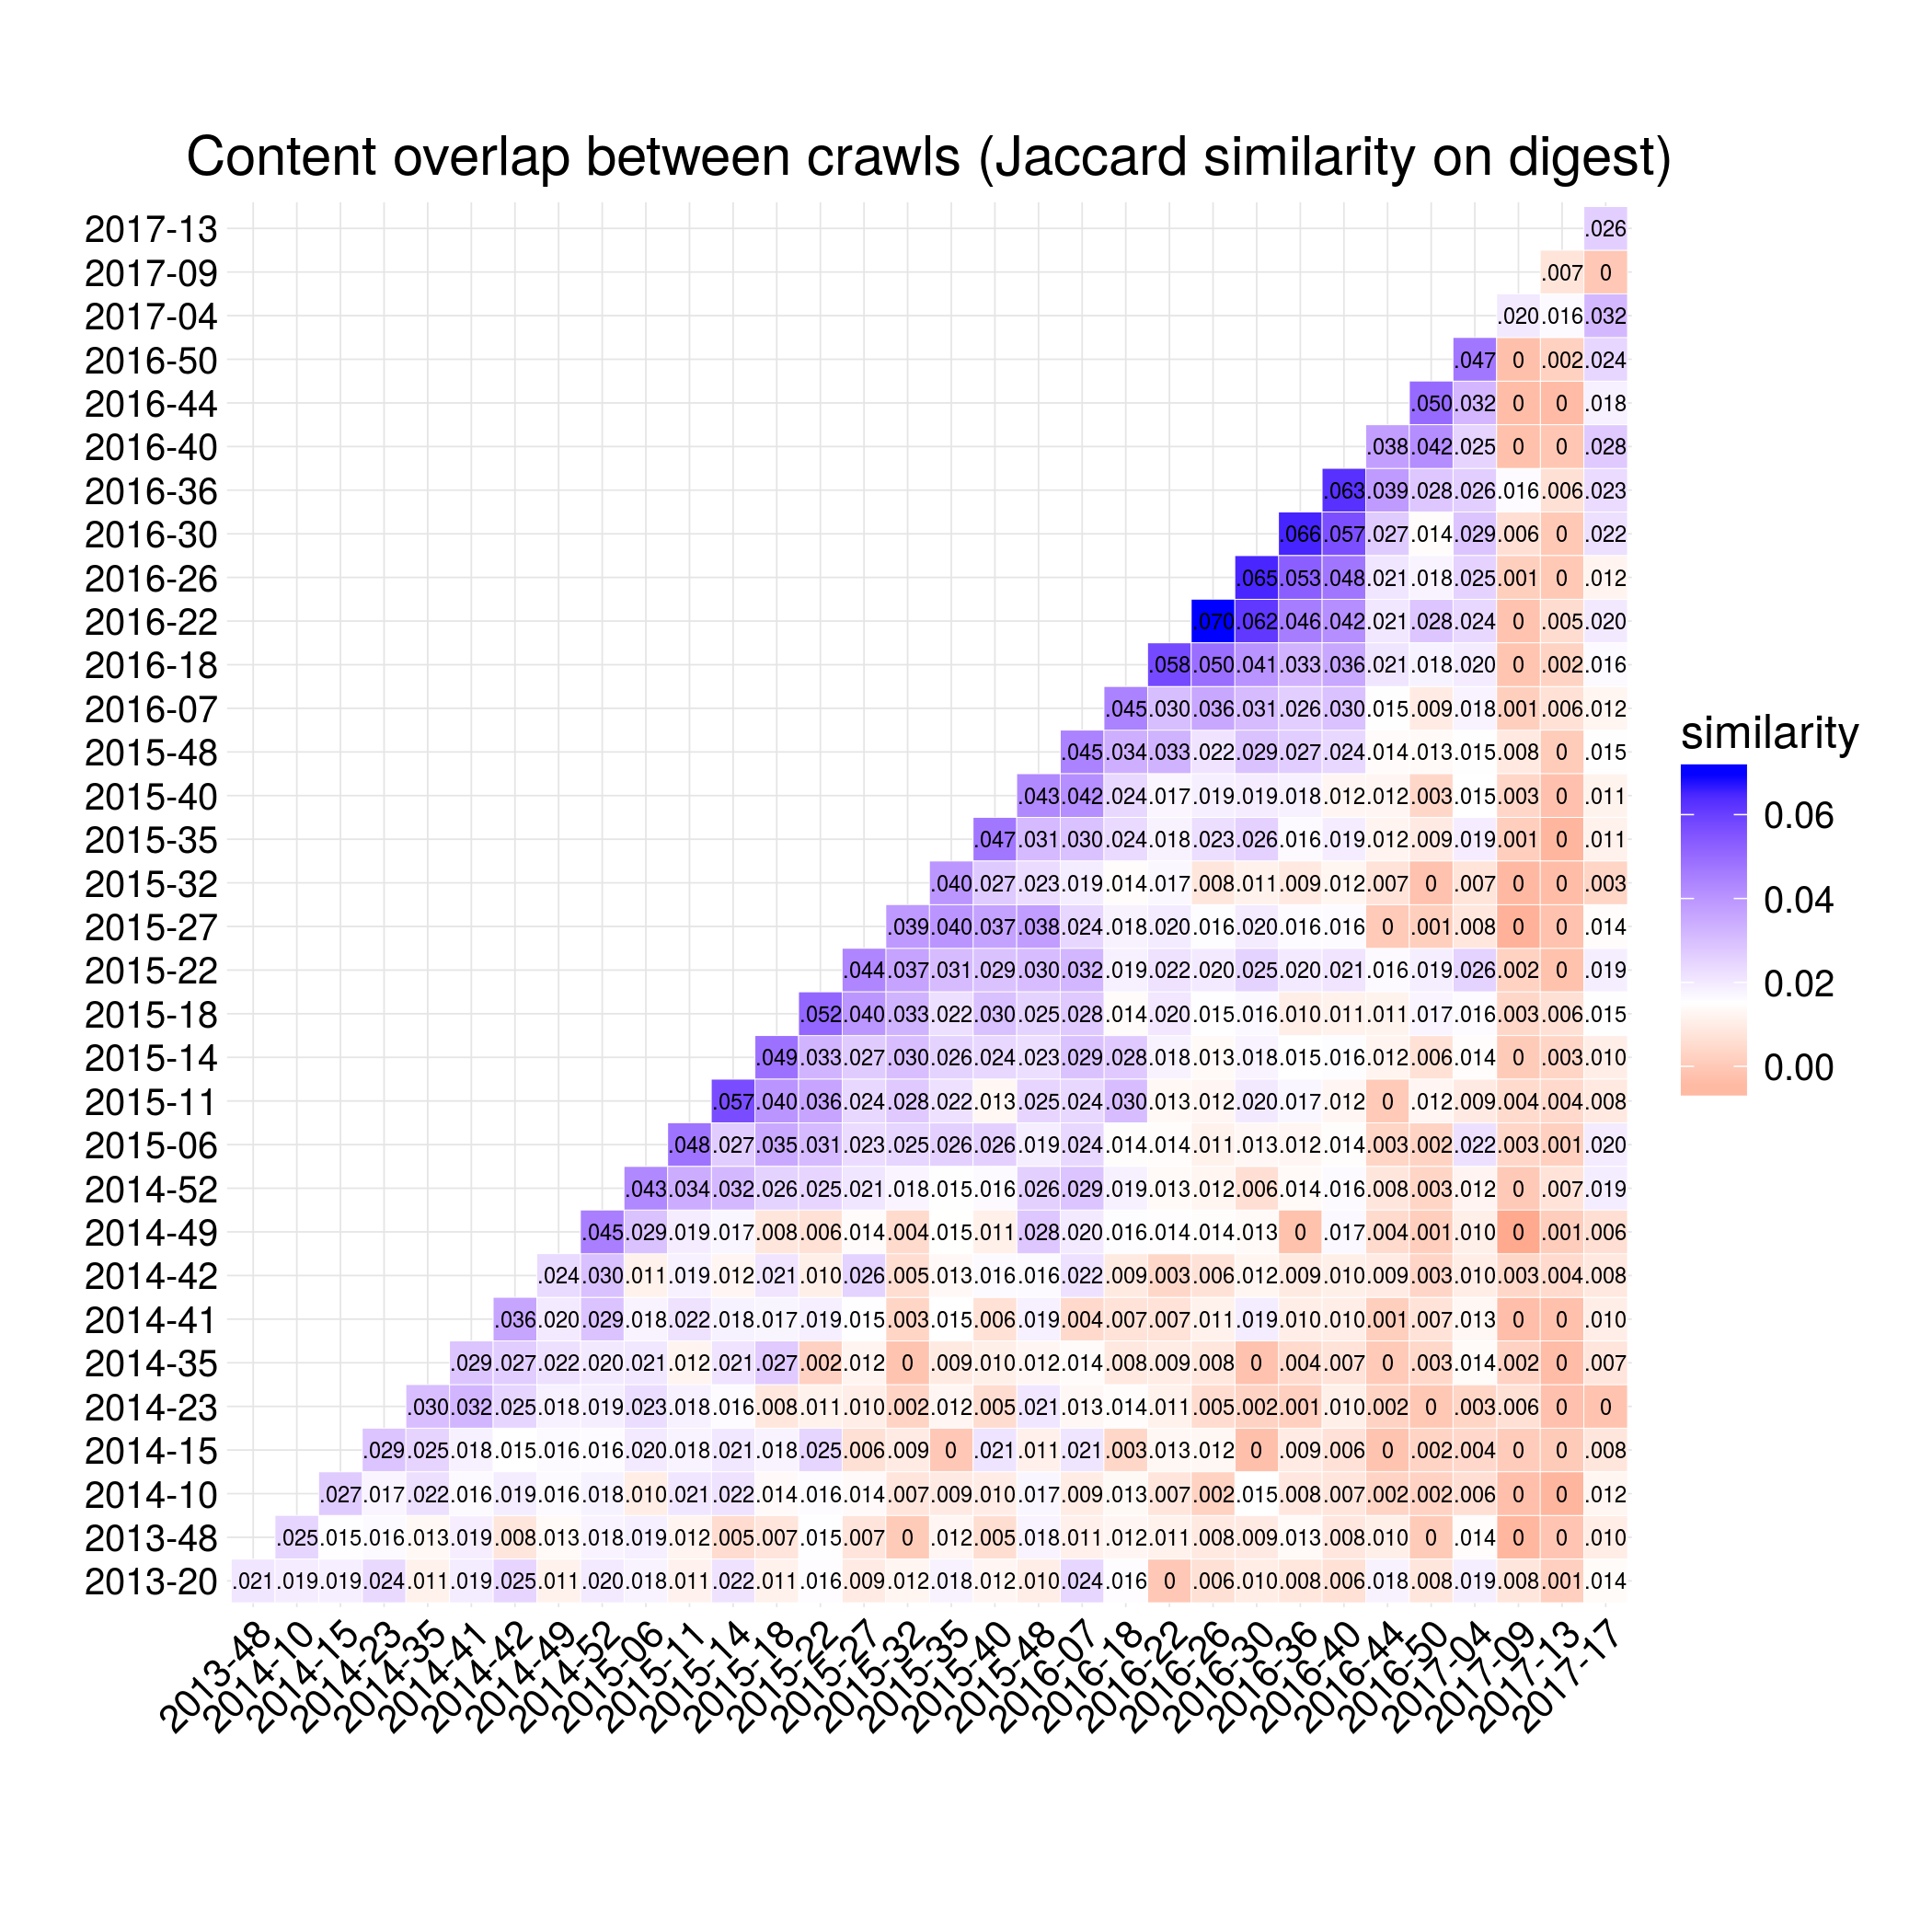 Content overlap between crawls (Jaccard similarity on digest)
2017-13 .026
2017-09 .007 0
2017-04 .020 .016 .032
2016-50 .047 0 .002 .024
2016-44 .050 .032 0 0 .018
2016-40 .038 .042 .025 0 0 .028
2016-36 .063 .039 .028 .026 .016 .006 .023
2016-30 .066 .057 .027 .014 .029 .006 0 .022
2016-26 .065 .053 .048 .021 .018 .025 .001 0 .012
2016-22 .070 .062 .046 .042 .021 .028 .024 0 .005 .020
2016-18 .058 .050 .041 .033 .036 .021 .018 .020 0 .002 .016
2016-07 .045 .030 .036 .031 .026 .030 .015 .009 .018 .001 .006 .012
2015-48 .045 .034 .033 .022 .029 .027 .024 .014 .013 .015 .008 0 .015
2015-40 .043 .042 .024 .017 .019 .019 .018 .012 .012 .003 .015 .003 0 .011
2015-35 .047 .031 .030 .024 .018 .023 .026 .016 .019 .012 .009 .019 .001 0 .011
2015-32 .040 .027 .023 .019 .014 .017 .008 .011 .009 .012 .007 0 .007 0 0 .003
2015-27 .039 .040 .037 .038 .024 .018 .020 .016 .020 .016 .016 0 .001 .008 0 0 .014
2015-22 .044 .037 .031 .029 .030 .032 .019 .022 .020 .025 .020 .021 .016 .019 .026 .002 0 .019
2015-18 .052 .040 .033 .022 .030 .025 .028 .014 .020 .015 .016 .010 .011 .011 .017 .016 .003 .006 .015
2015-14 .049 .033 .027 .030 .026 .024 .023 .029 .028 .018 .013 .018 .015 .016 .012 .006 .014 0 .003 .010
2015-11 .057 .040 .036 .024 .028 .022 .013 .025 .024 .030 .013 .012 .020 .017 .012 0 .012 .009 .004 .004 .008
2015-06 .048 .027 .035 .031 .023 .025 .026 .026 .019 .024 .014 .014 .011 .013 .012 .014 .003 .002 .022 .003 .001 .020
2014-52 .043 .034 .032 .026 .025 .021 .018 .015 .016 .026 .029 .019 .013 .012 .006 .014 .016 .008 .003 .012 0 .007 .019
2014-49 .045 .029 .019 .017 .008 .006 .014 .004 .015 .011 .028 .020 .016 .014 .014 .013 0 .017 .004 .001 .010 0 .001 .006
2014-42 .024 .030 .011 .019 .012 .021 .010 .026 .005 .013 .016 .016 .022 .009 .003 .006 .012 .009 .010 .009 .003 .010 .003 .004 .008
2014-41 .036 .020 .029 .018 .022 .018 .017 .019 .015 .003 .015 .006 .019 .004 .007 .007 .011 .019 .010 .010 .001 .007 .013 0 0 .010
2014-35 .029 .027 .022 .020 .021 .012 .021 .027 .002 .012 0 .009 .010 .012 .014 .008 .009 .008 0 .004 .007 0 .003 .014 .002 0 .007
2014-23 .030 .032 .025 .018 .019 .023 .018 .016 .008 .011 .010 .002 .012 .005 .021 .013 .014 .011 .005 .002 .001 .010 .002 0 .003 .006 0 0
2014-15 .029 .025 .018 .015 .016 .016 .020 .018 .021 .018 .025 .006 .009 0 .021 .011 .021 .003 .013 .012 0 .009 .006 0 .002 .004 0 0 .008
2014-10 .027 .017 .022 .016 .019 .016 .018 .010 .021 .022 .014 .016 .014 .007 .009 .010 .017 .009 .013 .007 .002 .015 .008 .007 .002 .002 .006 0 0 .012
2013-48 .025 .015 .016 .013 .019 .008 .013 .018 .019 .012 .005 .007 .015 .007 0 .012 .005 .018 .011 .012 .011 .008 .009 .013 .008 .010 0 .014 0 0 .010
2013-20 .021 .019 .019 .024 .011 .019 .025 .011 .020 .018 .011 .022 .011 .016 .009 .012 .018 .012 .010 .024 .016 0 .006 .010 .008 .006 .018 .008 .019 .008 .001 .014
2013-48 2014-10 2014-15 2014-23 2014-35 2014-41 2014-42 2014-49 2014-52 2015-06 2015-11 2015-14 2015-18 2015-22 2015-27 2015-32 2015-35 2015-40 2015-48 2016-07 2016-18 2016-22 2016-26 2016-30 2016-36 2016-40 2016-44 2016-50 2017-04 2017-09 2017-13 2017-17
similarity
0.06
0.04
0.02
0.00